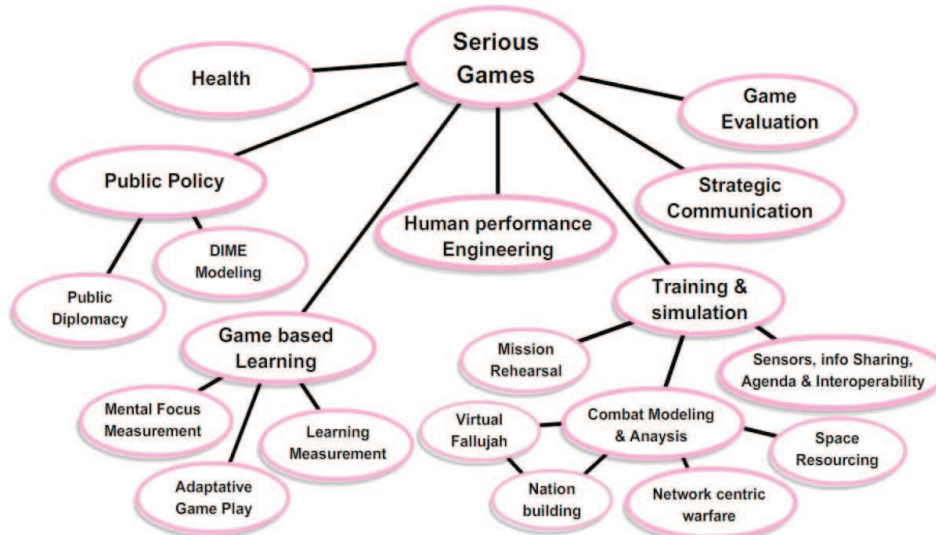 Serious
Games
Health
Game
Evaluation
Public Policy
Strategic
Communication
Human performance
Engineering
DIME
Modeling
Public
Diplomacy
Training &
simulation
Game based
Learning
Mission
Rehearsal
Sensors, info Sharing,
Agenda & Interoperability
Mental Focus
Measurement
Learning
Measurement
Virtual
Fallujah
Combat Modeling
& Anaysis
Space
Resourcing
Adaptative
Game Play
Nation
building
Network centric
warfare